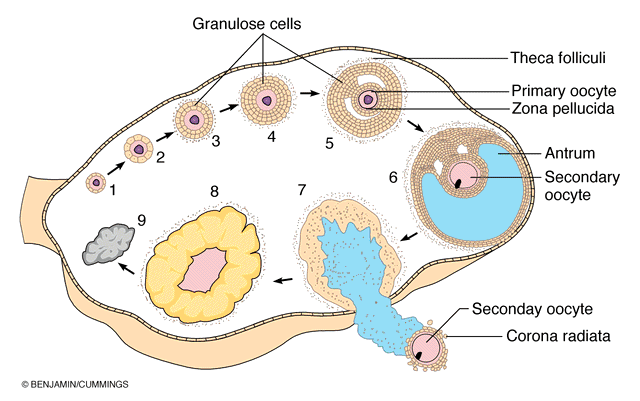 Granulose cells
Theca folliculi
Primary oocyte
Zona pellucida
Antrum
Secondary
oocyte
1
2
3
4
5
6
7
8
9
Seconday oocyte
Corona radiata
© BENJAMIN/CUMMINGS